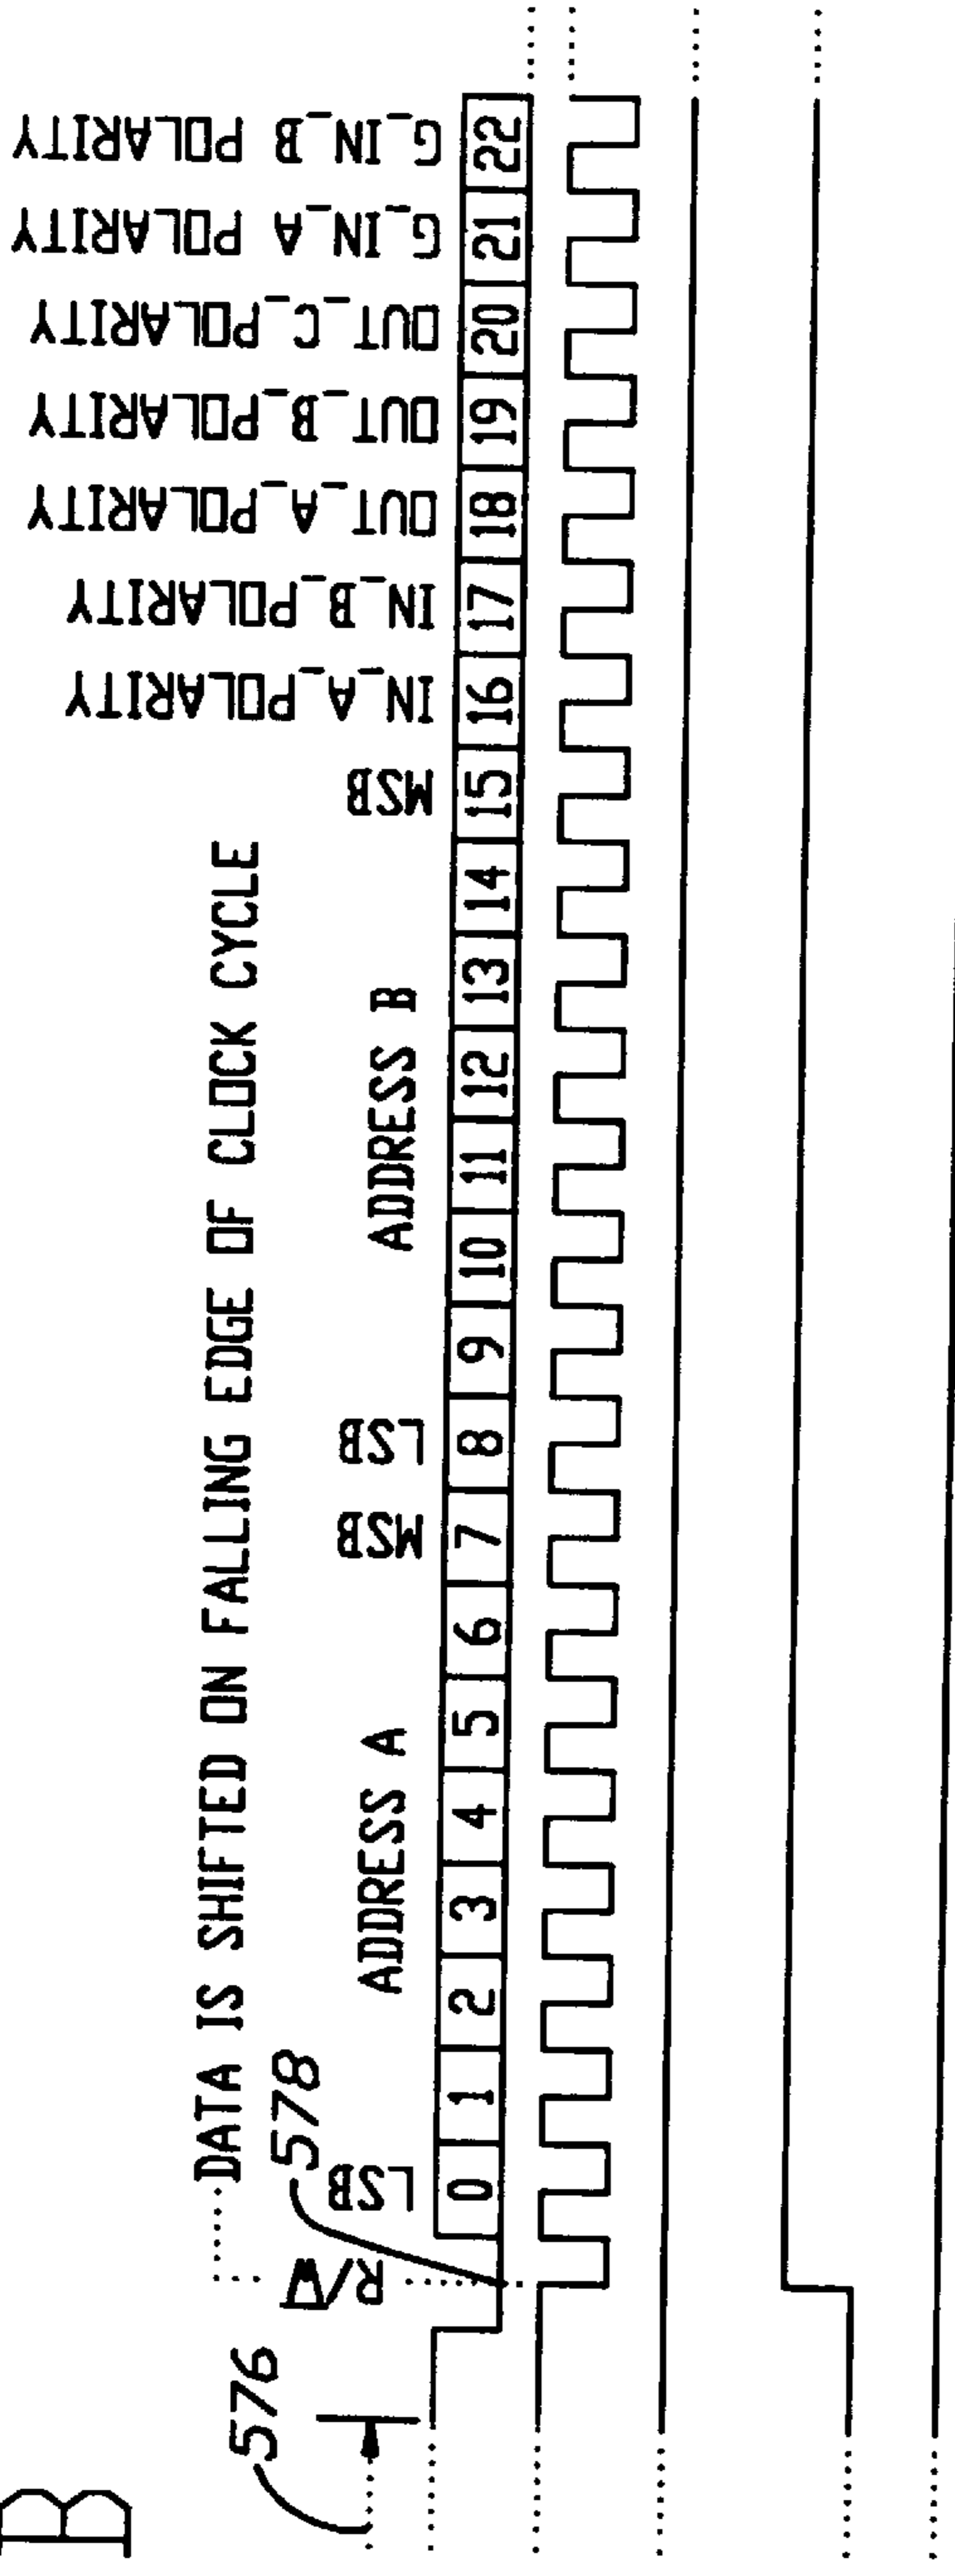 B
576
578
DATA IS SHIFTED ON FALLING EDGE OF CLOCK CYCLE
R/W̅
LSB
ADDRESS A
MSB
LSB
ADDRESS B
MSB
IN_A_POLARITY
IN_B_POLARITY
OUT_A_POLARITY
OUT_B_POLARITY
OUT_C_POLARITY
G_IN_A POLARITY
G_IN_B POLARITY
0 1 2 3 4 5 6 7 8 9 10 11 12 13 14 15 16 17 18 19 20 21 22